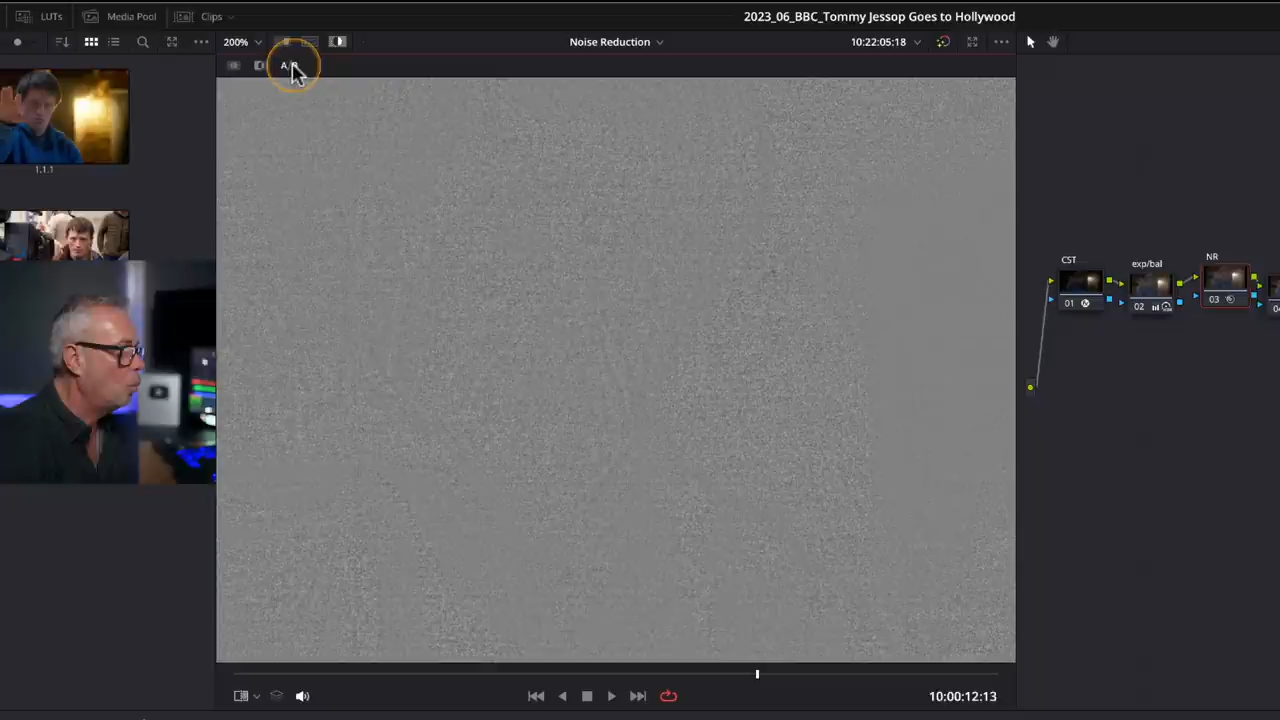 LUTs Media Pool Clips 2023_06_BBC_Tommy Jessop Goes to Hollywood
200% Noise Reduction 10:22:05:18
1.1.1
CST exp/bal NR
01 02 03
10:00:12:13